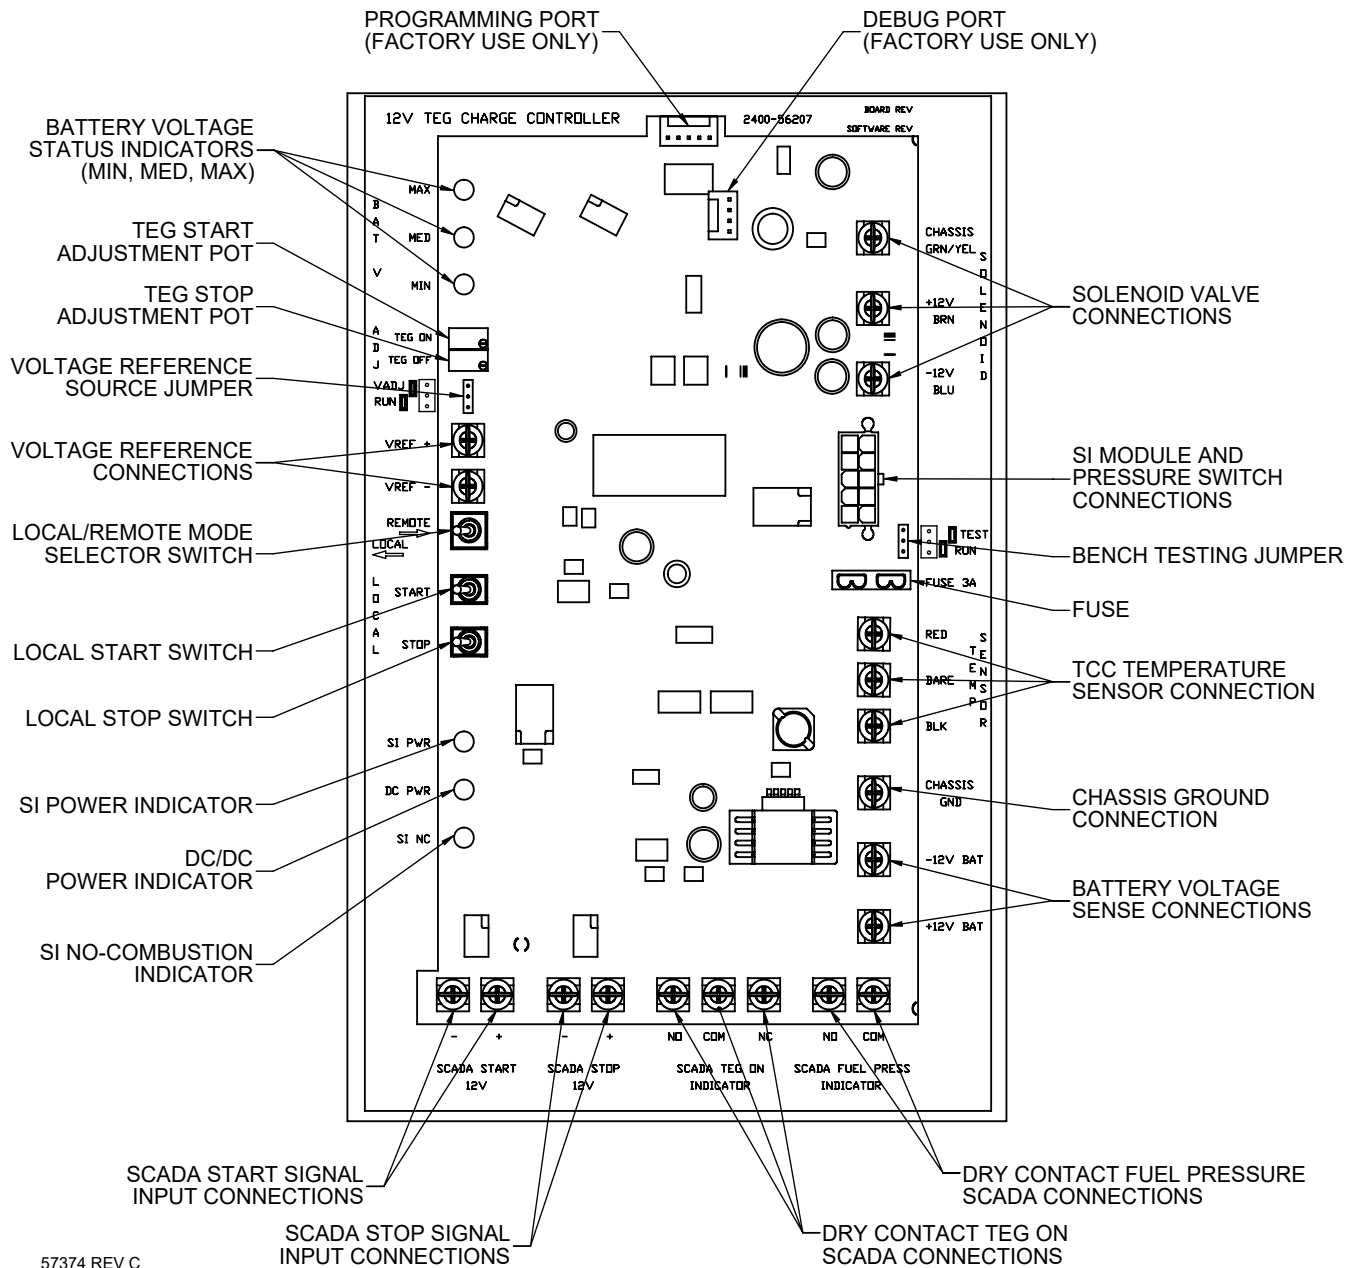 PROGRAMMING PORT
(FACTORY USE ONLY)
DEBUG PORT
(FACTORY USE ONLY)
12V TEG CHARGE CONTROLLER
2400-56207
BOARD REV
SOFTWARE REV
BATTERY VOLTAGE
STATUS INDICATORS
(MIN, MED, MAX)
TEG START
ADJUSTMENT POT
TEG STOP
ADJUSTMENT POT
VOLTAGE REFERENCE
SOURCE JUMPER
VOLTAGE REFERENCE
CONNECTIONS
LOCAL/REMOTE MODE
SELECTOR SWITCH
LOCAL START SWITCH
LOCAL STOP SWITCH
SI POWER INDICATOR
DC/DC
POWER INDICATOR
SI NO-COMBUSTION
INDICATOR
BAT V
MAX
MED
MIN
ADJ
TEG ON
TEG OFF
VADJ
RUN
VREF +
VREF -
REMOTE
LOCAL
LOCAL
START
STOP
SI PWR
DC PWR
SI NC
CHASSIS
GRN/YEL
+12V
BRN
-12V
BLU
SOLENOID
TEST
RUN
FUSE 3A
RED
BARE
BLK
TEMP
SENSOR
CHASSIS
GND
-12V BAT
+12V BAT
SOLENOID VALVE
CONNECTIONS
SI MODULE AND
PRESSURE SWITCH
CONNECTIONS
BENCH TESTING JUMPER
FUSE
TCC TEMPERATURE
SENSOR CONNECTION
CHASSIS GROUND
CONNECTION
BATTERY VOLTAGE
SENSE CONNECTIONS
- + - + NO COM NC NO COM
SCADA START
12V
SCADA STOP
12V
SCADA TEG ON
INDICATOR
SCADA FUEL PRESS
INDICATOR
SCADA START SIGNAL
INPUT CONNECTIONS
SCADA STOP SIGNAL
INPUT CONNECTIONS
DRY CONTACT FUEL PRESSURE
SCADA CONNECTIONS
DRY CONTACT TEG ON
SCADA CONNECTIONS
57374 REV C